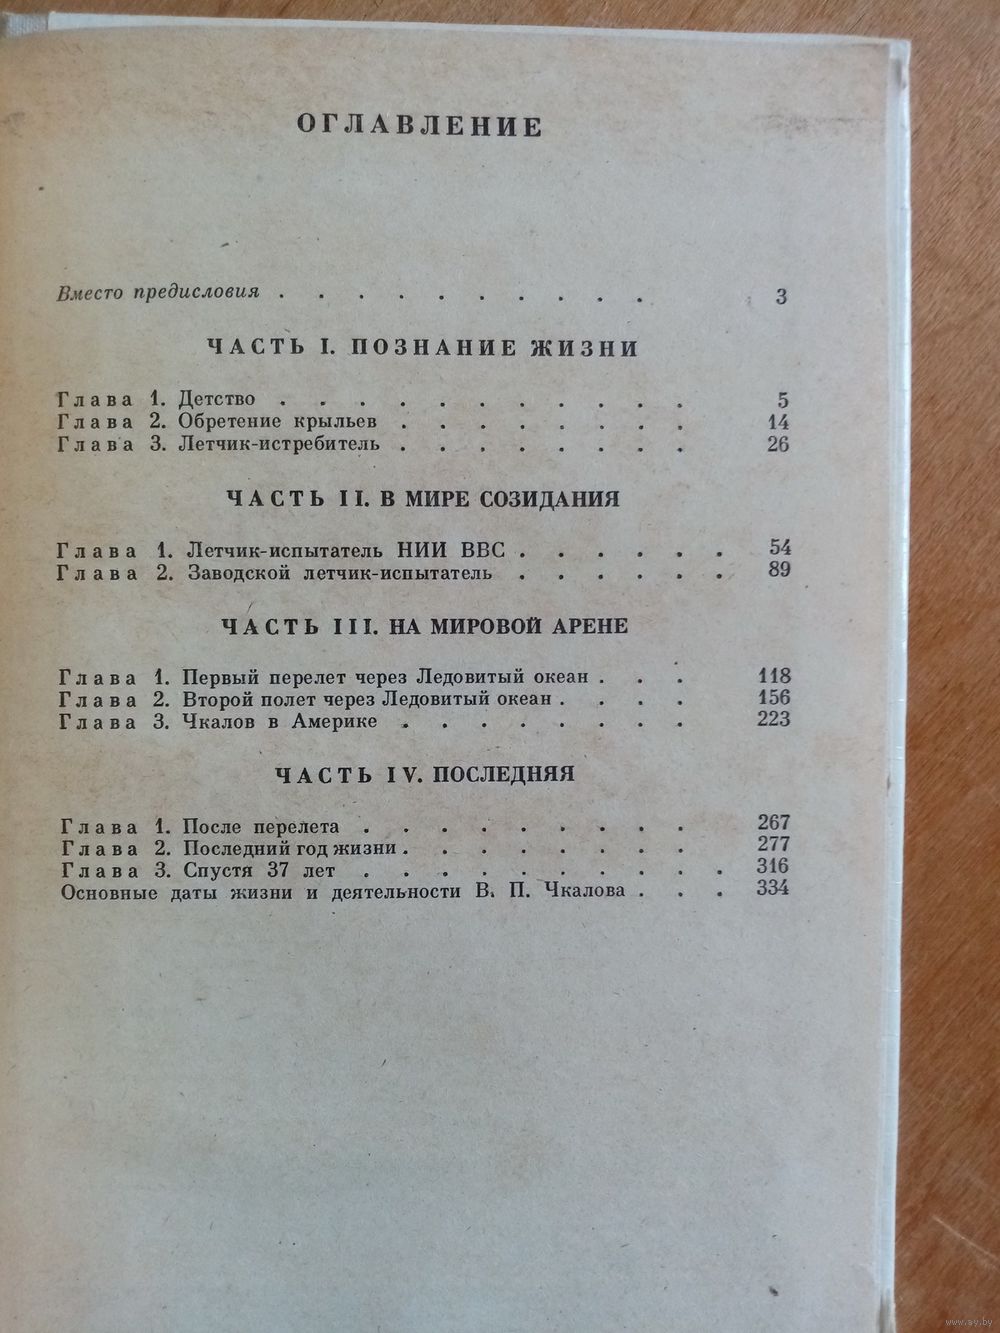 ОГЛАВЛЕНИЕ
Вместо предисловия . . . . . . . . . . 3
ЧАСТЬ I. ПОЗНАНИЕ ЖИЗНИ
Глава 1. Детство . . . . . . . . . . . 5
Глава 2. Обретение крыльев . . . . . . . . 14
Глава 3. Летчик-истребитель . . . . . . . . 26
ЧАСТЬ II. В МИРЕ СОЗИДАНИЯ
Глава 1. Летчик-испытатель НИИ ВВС . . . . . . 54
Глава 2. Заводской летчик-испытатель . . . . . . 89
ЧАСТЬ III. НА МИРОВОЙ АРЕНЕ
Глава 1. Первый перелет через Ледовитый океан . . . 118
Глава 2. Второй полет через Ледовитый океан . . . . 156
Глава 3. Чкалов в Америке . . . . . . . . 223
ЧАСТЬ IV. ПОСЛЕДНЯЯ
Глава 1. После перелета . . . . . . . . . 267
Глава 2. Последний год жизни . . . . . . . . 277
Глава 3. Спустя 37 лет . . . . . . . . . . 316
Основные даты жизни и деятельности В. П. Чкалова . . . 334
www.ay.by